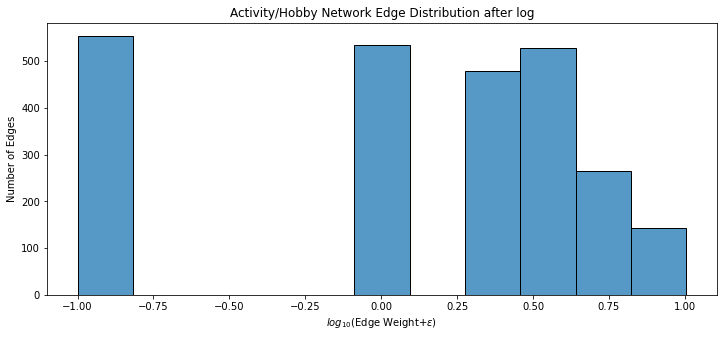 Activity/Hobby Network Edge Distribution after log
Number of Edges
500
400
300
200
100
0
−1.00 −0.75 −0.50 −0.25 0.00 0.25 0.50 0.75 1.00
log₁₀(Edge Weight+ε)